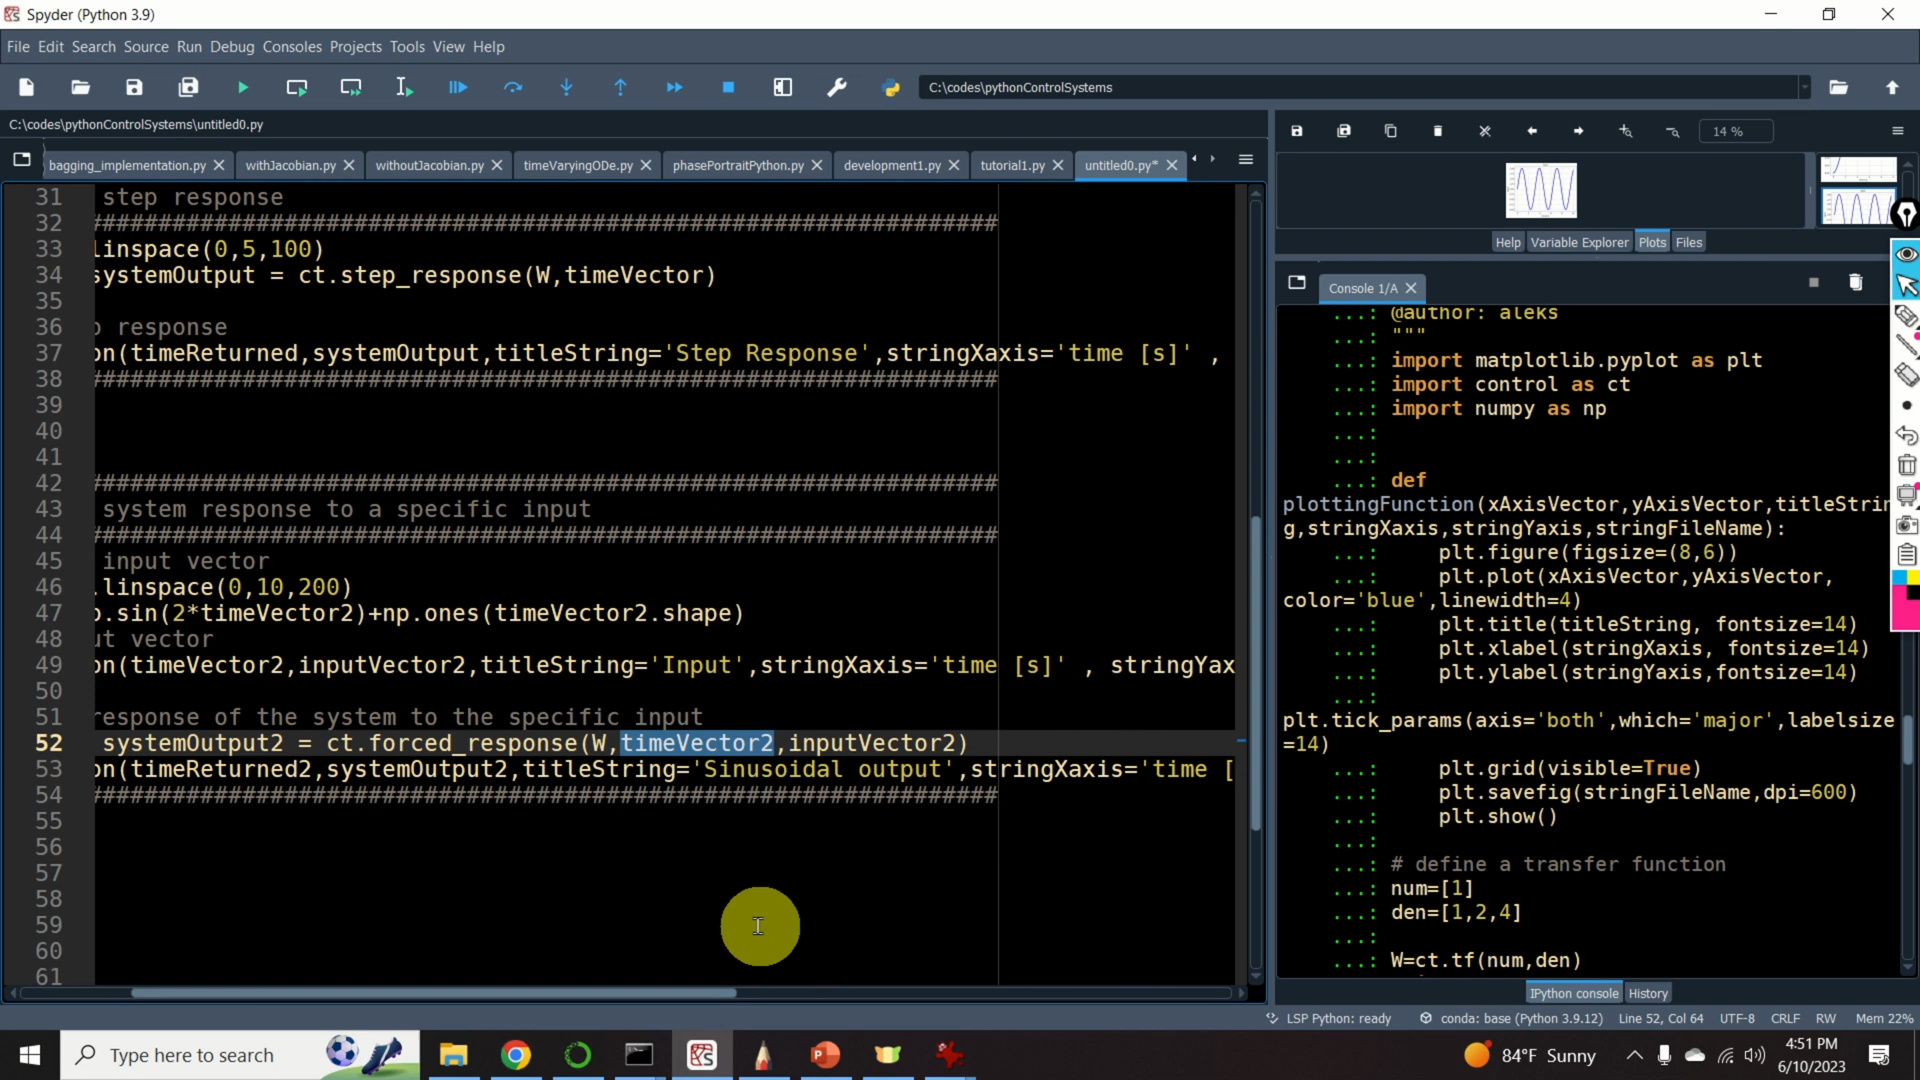 Spyder (Python 3.9)
File Edit Search Source Run Debug Consoles Projects Tools View Help
C:\codes\pythonControlSystems
C:\codes\pythonControlSystems\untitled0.py
bagging_implementation.py withJacobian.py withoutJacobian.py timeVaryingODe.py phasePortraitPython.py development1.py tutorial1.py untitled0.py*
31 step response
32 ######################################################################
33 linspace(0,5,100)
34 systemOutput = ct.step_response(W,timeVector)
35
36 response
37 on(timeReturned,systemOutput,titleString='Step Response',stringXaxis='time [s]' ,
38 ######################################################################
39
40
41
42 ######################################################################
43 system response to a specific input
44 ######################################################################
45 input vector
46 .linspace(0,10,200)
47 p.sin(2*timeVector2)+np.ones(timeVector2.shape)
48 ut vector
49 on(timeVector2,inputVector2,titleString='Input',stringXaxis='time [s]' , stringYax
50
51 response of the system to the specific input
52 systemOutput2 = ct.forced_response(W,timeVector2,inputVector2)
53 on(timeReturned2,systemOutput2,titleString='Sinusoidal output',stringXaxis='time [
54 ######################################################################
55
56
57
58
59
60
61
14 %
Help Variable Explorer Plots Files
Console 1/A
...: @author: aleks
...: """
...: import matplotlib.pyplot as plt
...: import control as ct
...: import numpy as np
...:
...:
...: def
plottingFunction(xAxisVector,yAxisVector,titleStrin
g,stringXaxis,stringYaxis,stringFileName):
...: plt.figure(figsize=(8,6))
...: plt.plot(xAxisVector,yAxisVector,
color='blue',linewidth=4)
...: plt.title(titleString, fontsize=14)
...: plt.xlabel(stringXaxis, fontsize=14)
...: plt.ylabel(stringYaxis,fontsize=14)
...:
plt.tick_params(axis='both',which='major',labelsize
=14)
...: plt.grid(visible=True)
...: plt.savefig(stringFileName,dpi=600)
...: plt.show()
...:
...: # define a transfer function
...: num=[1]
...: den=[1,2,4]
...:
...: W=ct.tf(num,den)
IPython console History
LSP Python: ready conda: base (Python 3.9.12) Line 52, Col 64 UTF-8 CRLF RW Mem 22%
Type here to search
84°F Sunny
4:51 PM
6/10/2023